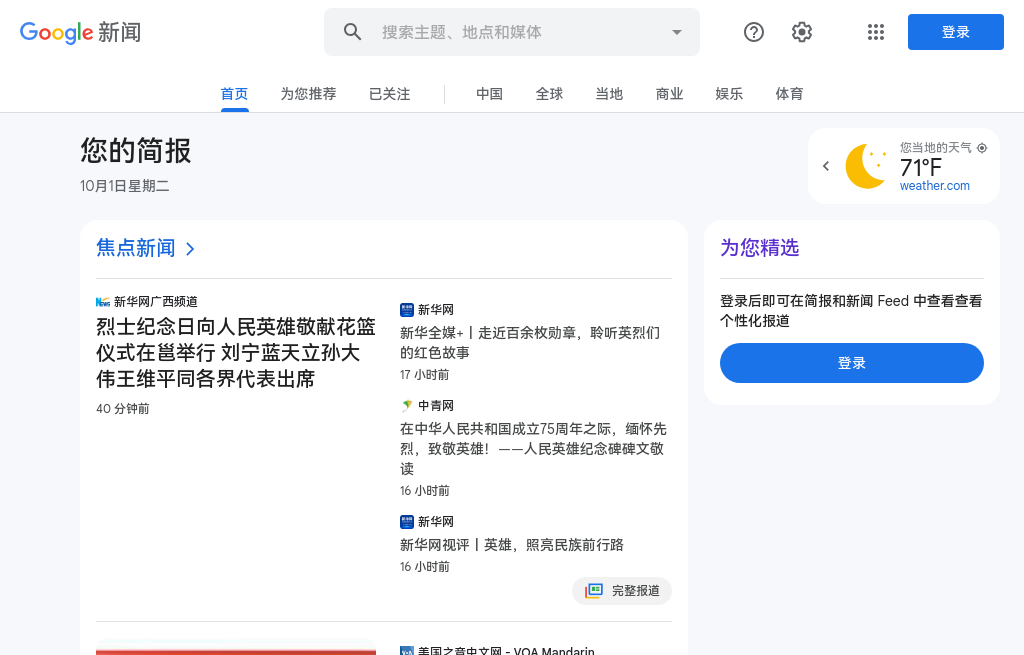 Google 新闻
搜索主题、地点和媒体
登录
首页
为您推荐
已关注
中国
全球
当地
商业
娱乐
体育
您的简报
10月1日星期二
您当地的天气
71°F
weather.com
焦点新闻
新华网广西频道
烈士纪念日向人民英雄敬献花篮
仪式在邕举行 刘宁蓝天立孙大
伟王维平同各界代表出席
40 分钟前
新华网
新华全媒+丨走近百余枚勋章，聆听英烈们
的红色故事
17 小时前
中青网
在中华人民共和国成立75周年之际，缅怀先
烈，致敬英雄！——人民英雄纪念碑碑文敬
读
16 小时前
新华网
新华网视评丨英雄，照亮民族前行路
16 小时前
完整报道
美国之音中文网 - VOA Mandarin
为您精选
登录后即可在简报和新闻 Feed 中查看查看
个性化报道
登录